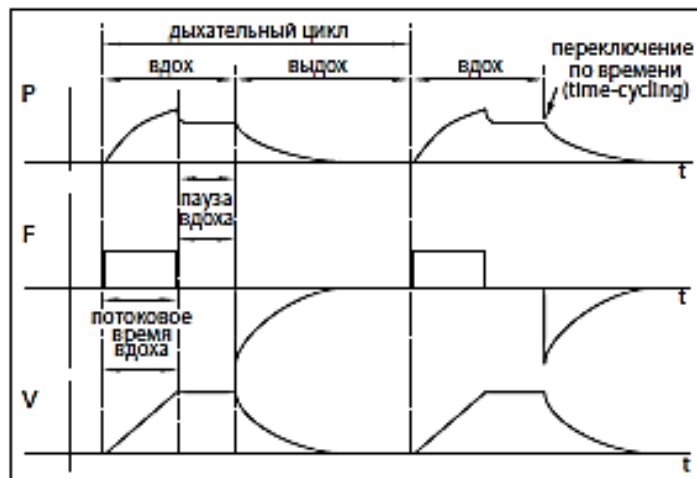 дыхательный цикл
вдох
выдох
вдох
переключение
по времени
(time-cycling)
P
t
пауза
вдоха
F
t
потоковое
время
вдоха
V
t